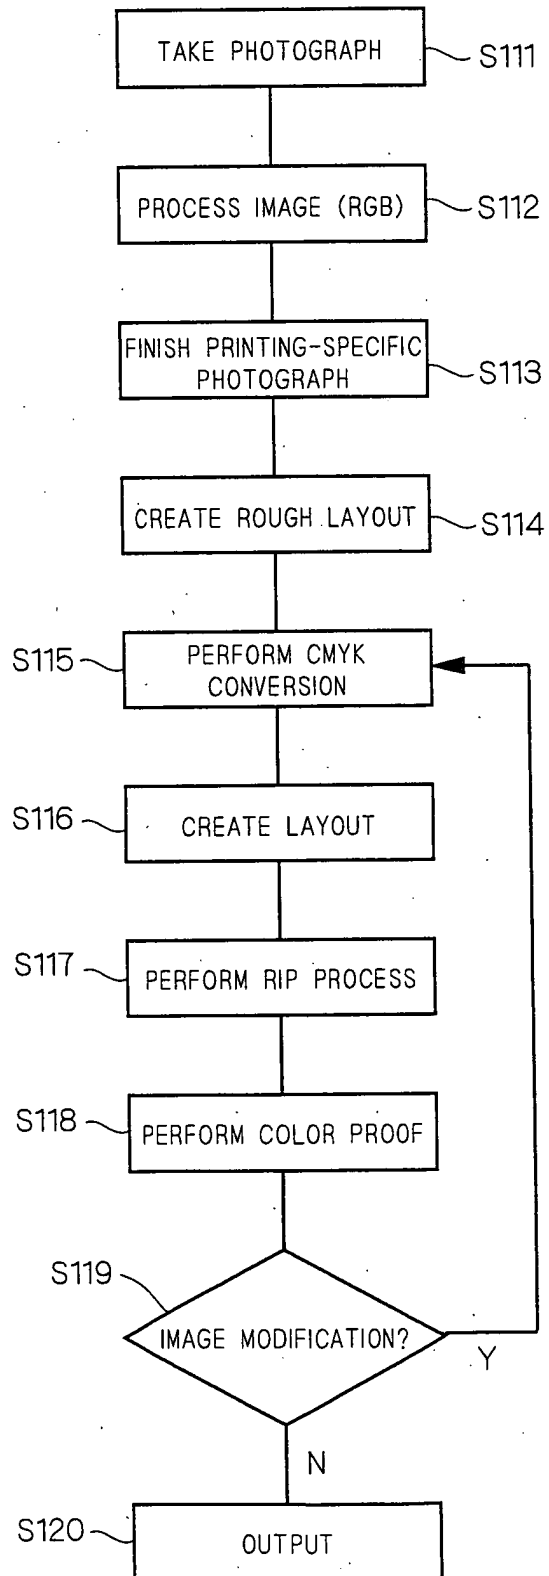 TAKE PHOTOGRAPH
S111
PROCESS IMAGE (RGB)
S112
FINISH PRINTING-SPECIFIC
PHOTOGRAPH
S113
CREATE ROUGH LAYOUT
S114
S115
PERFORM CMYK
CONVERSION
S116
CREATE LAYOUT
S117
PERFORM RIP PROCESS
S118
PERFORM COLOR PROOF
S119
IMAGE MODIFICATION?
Y
N
S120
OUTPUT